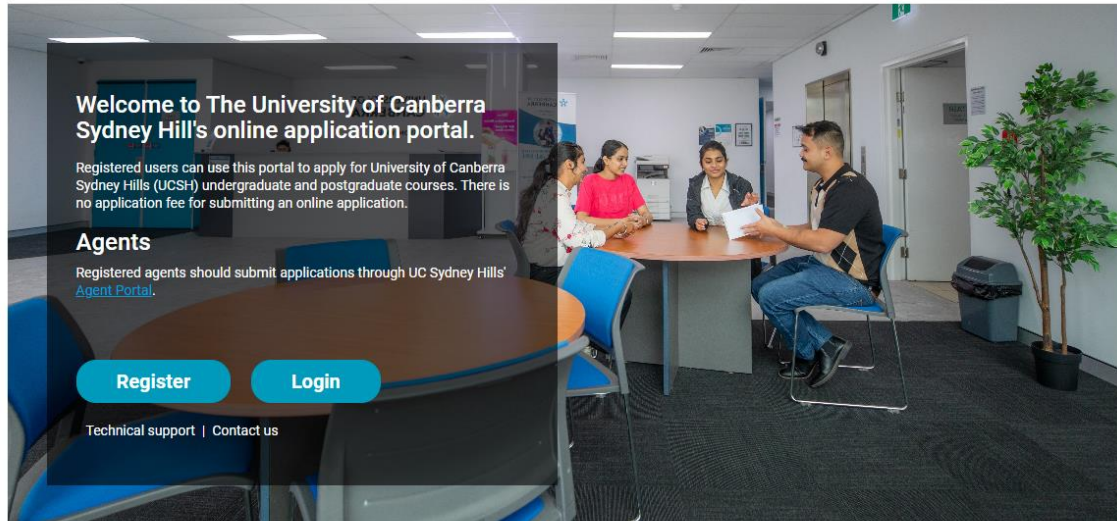 Welcome to The University of Canberra
Sydney Hill's online application portal.
Registered users can use this portal to apply for University of Canberra
Sydney Hills (UCSH) undergraduate and postgraduate courses. There is
no application fee for submitting an online application.
Agents
Registered agents should submit applications through UC Sydney Hills'
Agent Portal.
Register Login
Technical support | Contact us